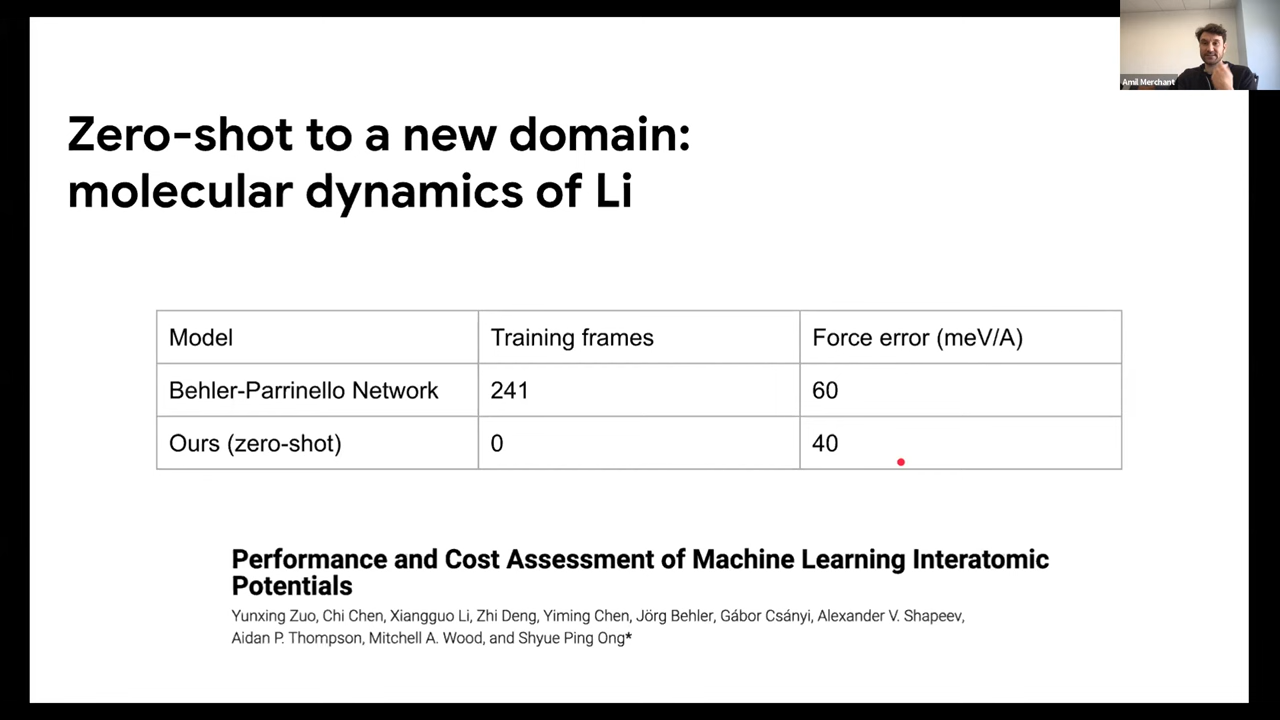 Amil Merchant
Zero-shot to a new domain:
molecular dynamics of Li
Model Training frames Force error (meV/A)
Behler-Parrinello Network 241 60
Ours (zero-shot) 0 40
Performance and Cost Assessment of Machine Learning Interatomic
Potentials
Yunxing Zuo, Chi Chen, Xiangguo Li, Zhi Deng, Yiming Chen, Jörg Behler, Gábor Csányi, Alexander V. Shapeev,
Aidan P. Thompson, Mitchell A. Wood, and Shyue Ping Ong*